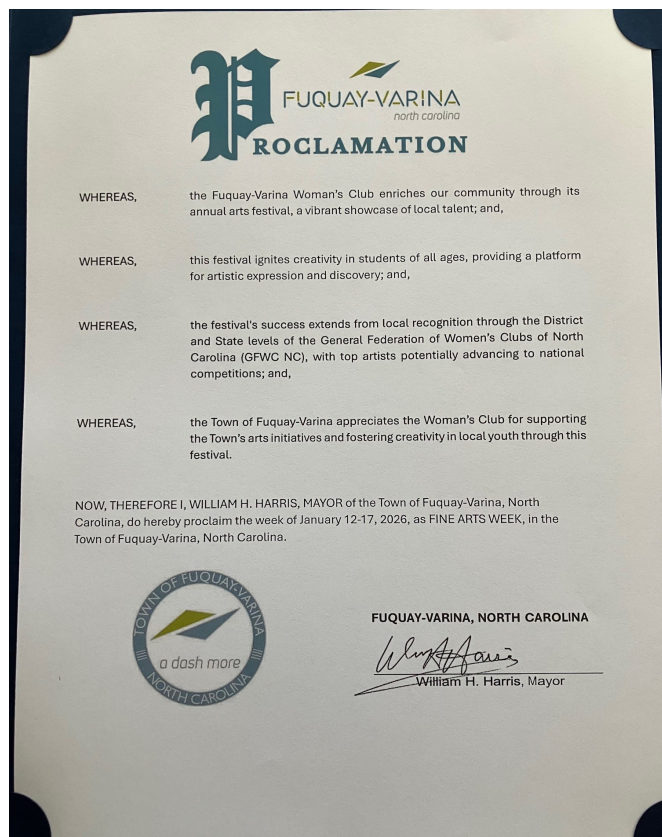 FUQUAY-VARINA
north carolina
PROCLAMATION
WHEREAS, the Fuquay-Varina Woman's Club enriches our community through its
annual arts festival, a vibrant showcase of local talent; and,
WHEREAS, this festival ignites creativity in students of all ages, providing a platform
for artistic expression and discovery; and,
WHEREAS, the festival's success extends from local recognition through the District
and State levels of the General Federation of Women's Clubs of North
Carolina (GFWC NC), with top artists potentially advancing to national
competitions; and,
WHEREAS, the Town of Fuquay-Varina appreciates the Woman's Club for supporting
the Town's arts initiatives and fostering creativity in local youth through this
festival.
NOW, THEREFORE I, WILLIAM H. HARRIS, MAYOR of the Town of Fuquay-Varina, North
Carolina, do hereby proclaim the week of January 12-17, 2026, as FINE ARTS WEEK, in the
Town of Fuquay-Varina, North Carolina.
TOWN OF FUQUAY-VARINA
a dash more
NORTH CAROLINA
FUQUAY-VARINA, NORTH CAROLINA
William H. Harris, Mayor